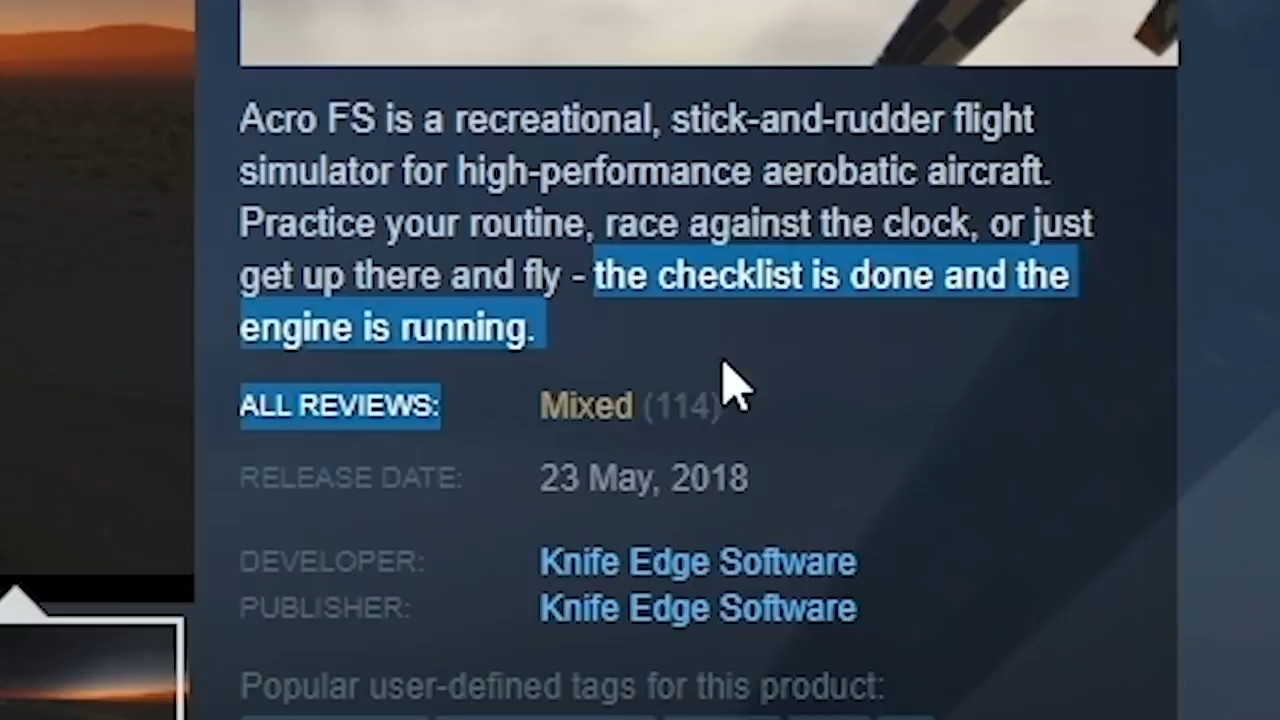 Acro FS is a recreational, stick-and-rudder flight
simulator for high-performance aerobatic aircraft.
Practice your routine, race against the clock, or just
get up there and fly - the checklist is done and the
engine is running.
ALL REVIEWS: Mixed (114)
RELEASE DATE: 23 May, 2018
DEVELOPER: Knife Edge Software
PUBLISHER: Knife Edge Software
Popular user-defined tags for this product: